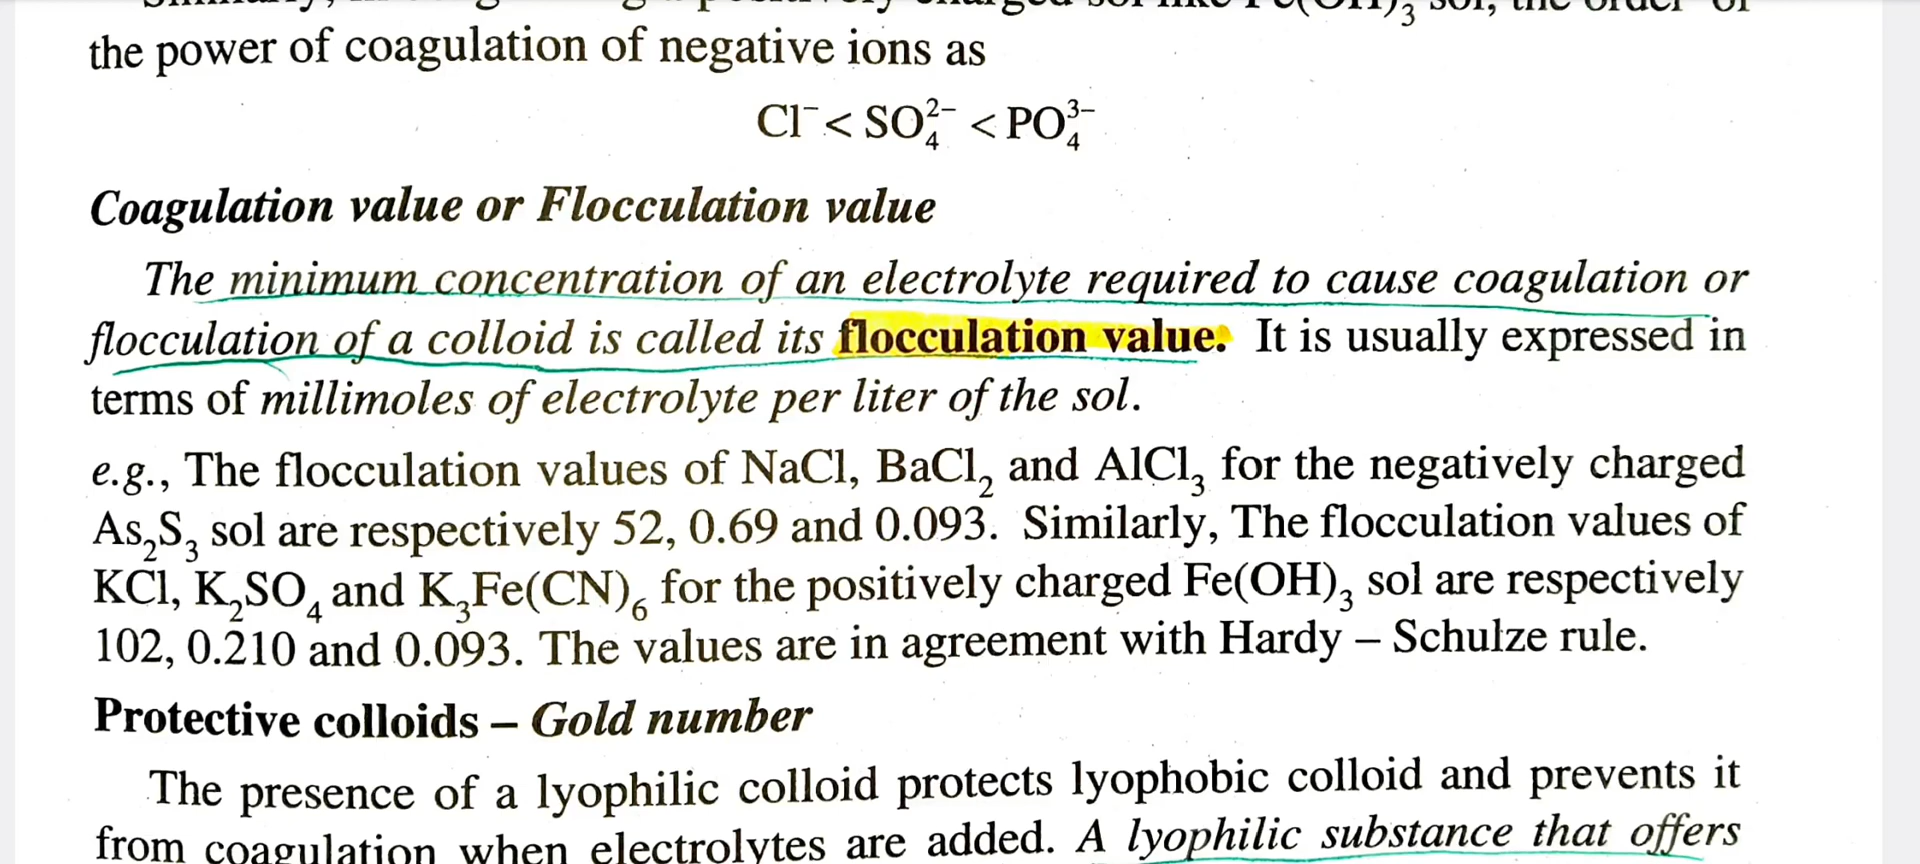 the power of coagulation of negative ions as
Cl⁻ < SO₄²⁻ < PO₄³⁻
Coagulation value or Flocculation value
The minimum concentration of an electrolyte required to cause coagulation or
flocculation of a colloid is called its flocculation value. It is usually expressed in
terms of millimoles of electrolyte per liter of the sol.
e.g., The flocculation values of NaCl, BaCl₂ and AlCl₃ for the negatively charged
As₂S₃ sol are respectively 52, 0.69 and 0.093. Similarly, The flocculation values of
KCl, K₂SO₄ and K₃Fe(CN)₆ for the positively charged Fe(OH)₃ sol are respectively
102, 0.210 and 0.093. The values are in agreement with Hardy – Schulze rule.
Protective colloids – Gold number
The presence of a lyophilic colloid protects lyophobic colloid and prevents it
from coagulation when electrolytes are added. A lyophilic substance that offers